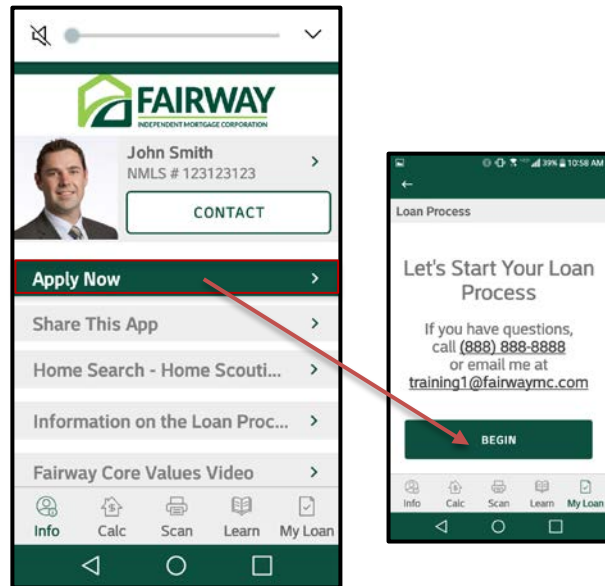 FAIRWAY
INDEPENDENT MORTGAGE CORPORATION
John Smith
NMLS # 123123123
CONTACT
Apply Now
Share This App
Home Search - Home Scouti...
Information on the Loan Proc...
Fairway Core Values Video
Info Calc Scan Learn My Loan
39% 10:58 AM
Loan Process
Let's Start Your Loan
Process
If you have questions,
call (888) 888-8888
or email me at
training1@fairwaymc.com
BEGIN
Info Calc Scan Learn My Loan